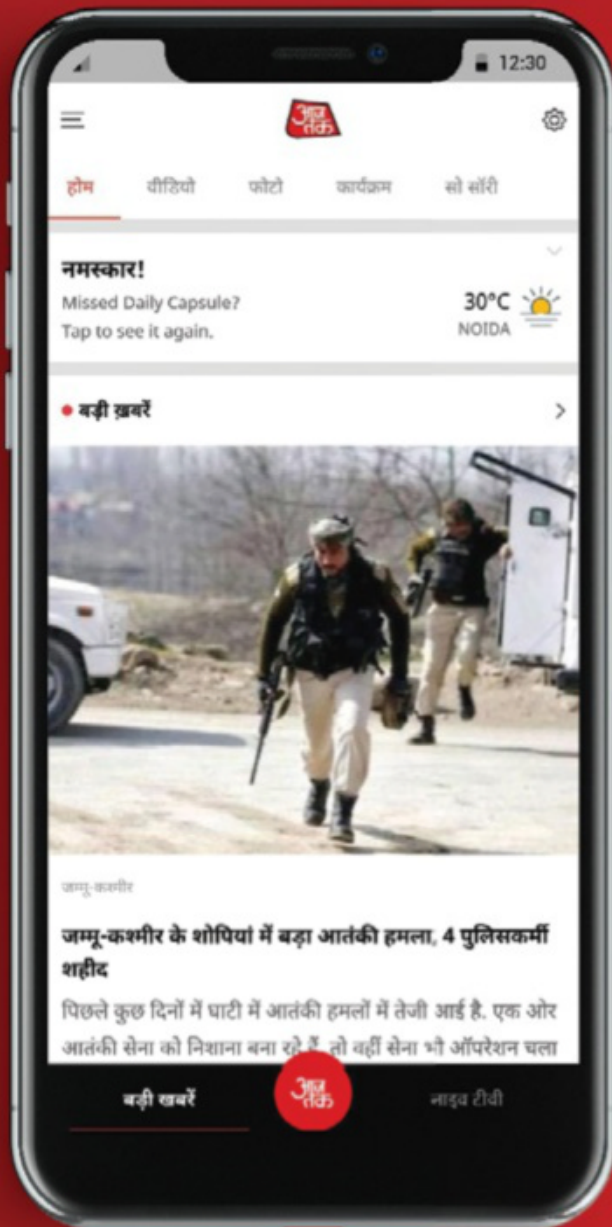 12:30
आज तक
होम वीडियो फोटो कार्यक्रम सो सॉरी
नमस्कार!
Missed Daily Capsule?
Tap to see it again.
30°C
NOIDA
बड़ी ख़बरें
जम्मू-कश्मीर
जम्मू-कश्मीर के शोपियां में बड़ा आतंकी हमला, 4 पुलिसकर्मी
शहीद
पिछले कुछ दिनों में घाटी में आतंकी हमलों में तेजी आई है. एक ओर
आतंकी सेना को निशाना बना रहे हैं, तो वहीं सेना भी ऑपरेशन चला
बड़ी खबरें
आज तक
लाइव टीवी